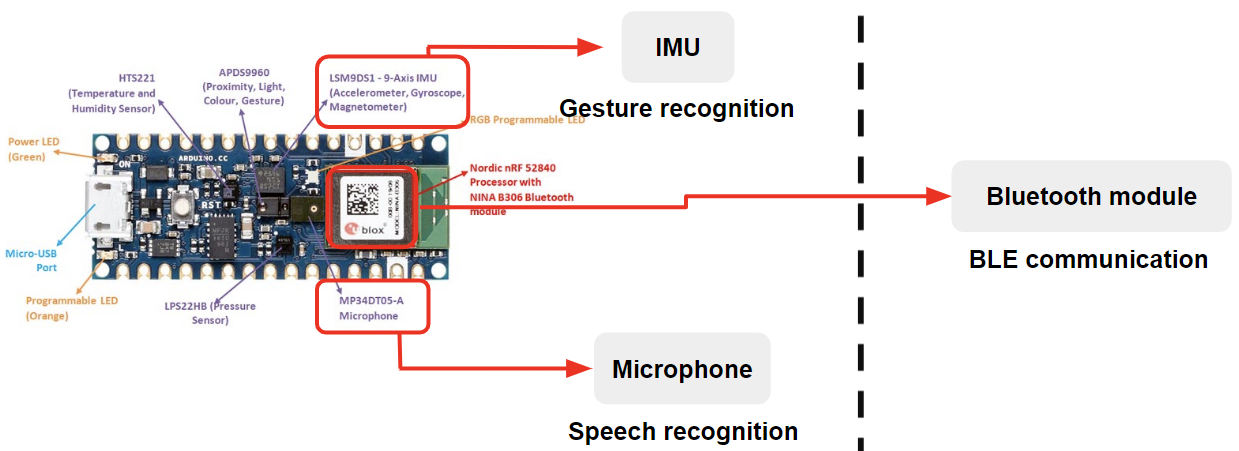 IMU
Gesture recognition
HTS221
(Temperature and
Humidity Sensor)
APDS9960
(Proximity, Light,
Colour, Gesture)
LSM9DS1 - 9-Axis IMU
(Accelerometer, Gyroscope,
Magnetometer)
RGB Programmable LED
Power LED
(Green)
ARDUINO.CC
ON
RST
blox
Nordic nRF 52840
Processor with
NINA B306 Bluetooth
module
Bluetooth module
BLE communication
Micro-USB
Port
Programmable LED
(Orange)
LPS22HB (Pressure
Sensor)
MP34DT05-A
Microphone
Microphone
Speech recognition